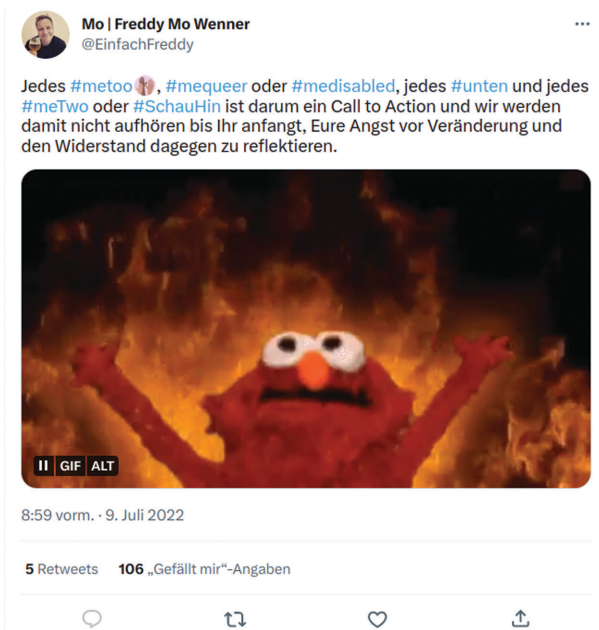 Mo | Freddy Mo Wenner
@EinfachFreddy
Jedes #metoo, #mequeer oder #medisabled, jedes #unten und jedes
#meTwo oder #SchauHin ist darum ein Call to Action und wir werden
damit nicht aufhören bis Ihr anfangt, Eure Angst vor Veränderung und
den Widerstand dagegen zu reflektieren.
GIF ALT
8:59 vorm. · 9. Juli 2022
5 Retweets 106 „Gefällt mir“-Angaben